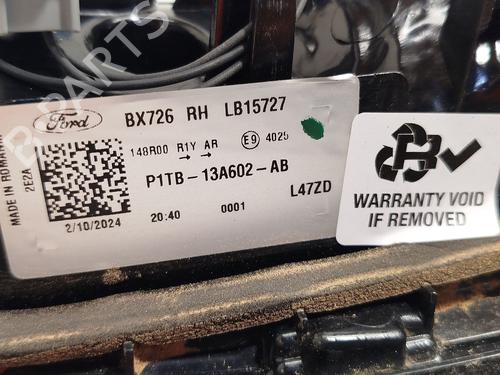 B-PARTS
Ford
BX726 RH LB15727
148R00 R1Y AR E9 4025
MADE IN ROMANIA
2E2A
P1TB-13A602-AB
L47ZD
2/10/2024
20:40 0001
WARRANTY VOID
IF REMOVED